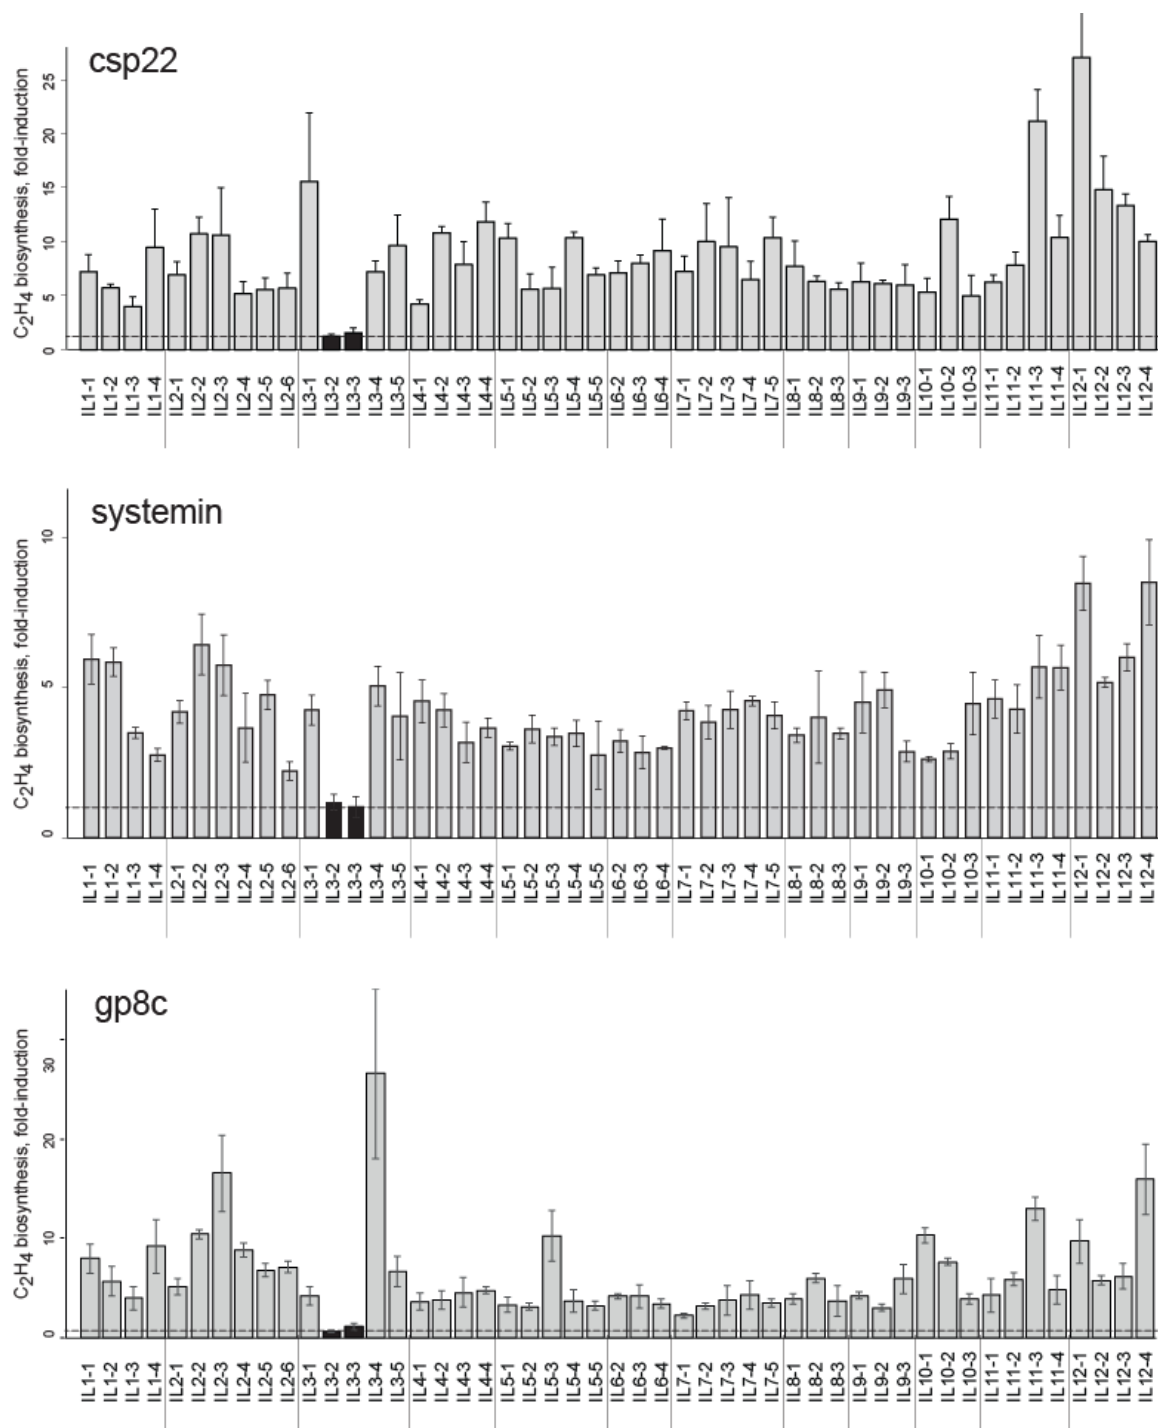 csp22
C₂H₄ biosynthesis, fold-induction
25
20
15
10
5
0
IL1-1 IL1-2 IL1-3 IL1-4 IL2-1 IL2-2 IL2-3 IL2-4 IL2-5 IL2-6 IL3-1 IL3-2 IL3-3 IL3-4 IL3-5 IL4-1 IL4-2 IL4-3 IL4-4 IL5-1 IL5-2 IL5-3 IL5-4 IL5-5 IL6-2 IL6-3 IL6-4 IL7-1 IL7-2 IL7-3 IL7-4 IL7-5 IL8-1 IL8-2 IL8-3 IL9-1 IL9-2 IL9-3 IL10-1 IL10-2 IL10-3 IL11-1 IL11-2 IL11-3 IL11-4 IL12-1 IL12-2 IL12-3 IL12-4
systemin
C₂H₄ biosynthesis, fold-induction
10
5
0
IL1-1 IL1-2 IL1-3 IL1-4 IL2-1 IL2-2 IL2-3 IL2-4 IL2-5 IL2-6 IL3-1 IL3-2 IL3-3 IL3-4 IL3-5 IL4-1 IL4-2 IL4-3 IL4-4 IL5-1 IL5-2 IL5-3 IL5-4 IL5-5 IL6-2 IL6-3 IL6-4 IL7-1 IL7-2 IL7-3 IL7-4 IL7-5 IL8-1 IL8-2 IL8-3 IL9-1 IL9-2 IL9-3 IL10-1 IL10-2 IL10-3 IL11-1 IL11-2 IL11-3 IL11-4 IL12-1 IL12-2 IL12-3 IL12-4
gp8c
C₂H₄ biosynthesis, fold-induction
30
20
10
0
IL1-1 IL1-2 IL1-3 IL1-4 IL2-1 IL2-2 IL2-3 IL2-4 IL2-5 IL2-6 IL3-1 IL3-2 IL3-3 IL3-4 IL3-5 IL4-1 IL4-2 IL4-3 IL4-4 IL5-1 IL5-2 IL5-3 IL5-4 IL5-5 IL6-2 IL6-3 IL6-4 IL7-1 IL7-2 IL7-3 IL7-4 IL7-5 IL8-1 IL8-2 IL8-3 IL9-1 IL9-2 IL9-3 IL10-1 IL10-2 IL10-3 IL11-1 IL11-2 IL11-3 IL11-4 IL12-1 IL12-2 IL12-3 IL12-4